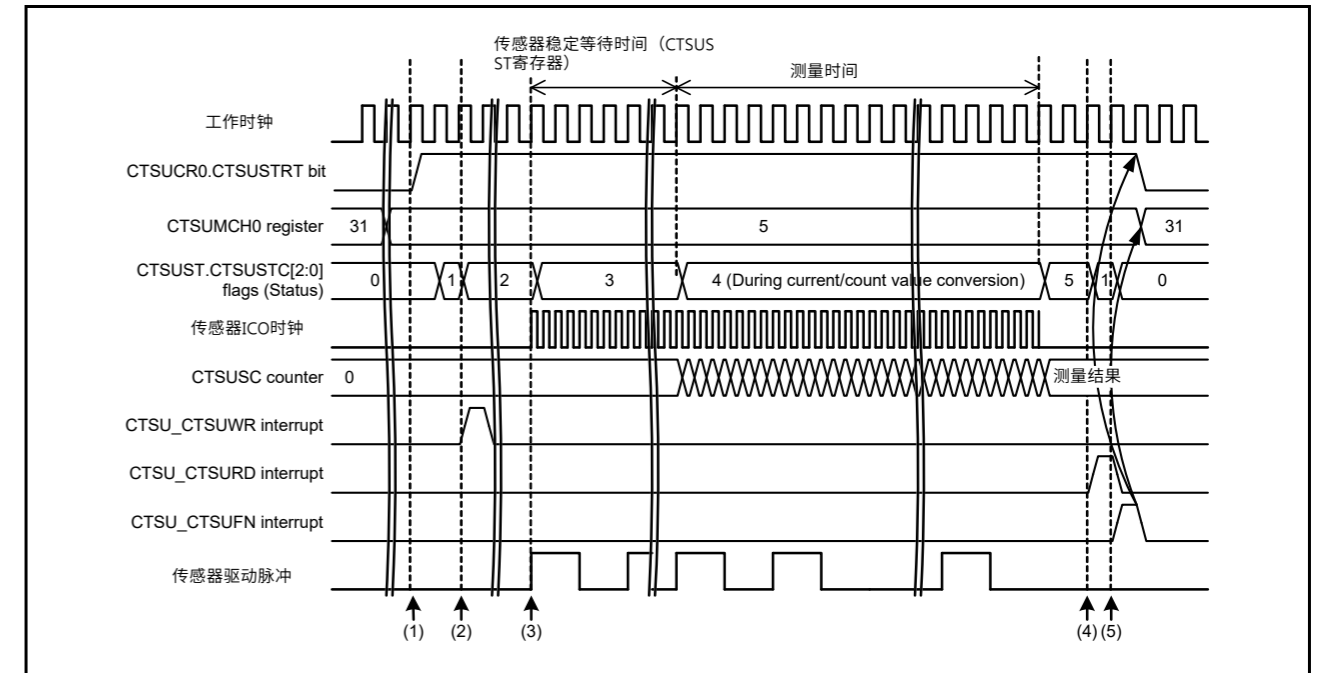 传感器稳定等待时间（CTSUS
ST寄存器）
测量时间
工作时钟
CTSUCR0.CTSUSTRT bit
CTSUMCH0 register 31 5 31
CTSUST.CTSUSTC[2:0]
flags (Status)
0 1 2 3 4 (During current/count value conversion) 5 1 0
传感器ICO时钟
CTSUSC counter 0 测量结果
CTSU_CTSUWR interrupt
CTSU_CTSURD interrupt
CTSU_CTSUFN interrupt
传感器驱动脉冲
(1) (2) (3) (4) (5)